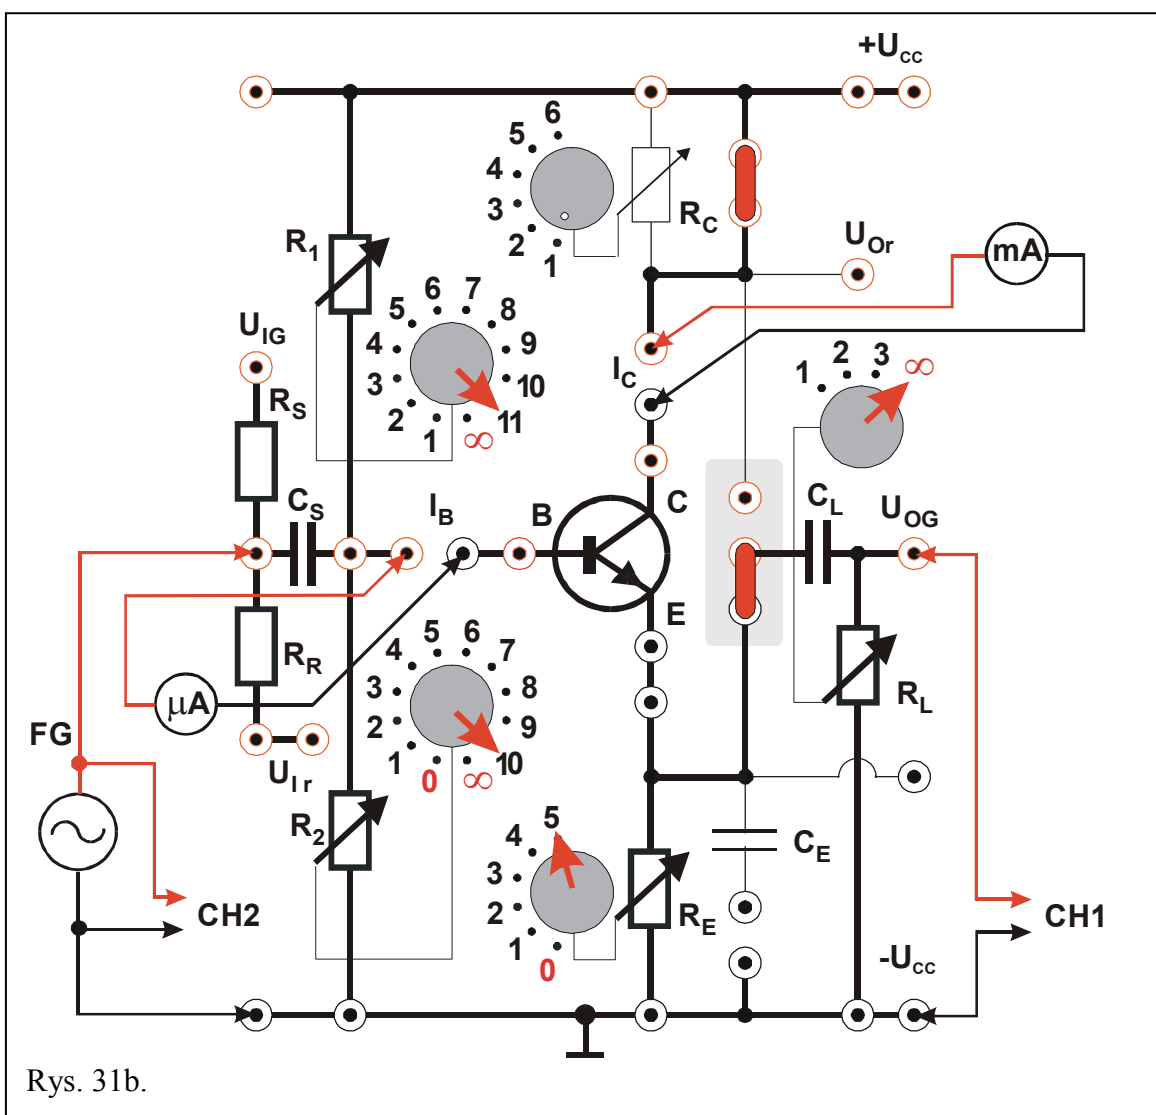 +UCC
6
5
4
3
2
1
RC
R1
UOr
mA
7
6
5
8
4
9
3
10
2
11
1
∞
UIG
RS
IC
1
2
3
∞
CS
IB
B
C
E
CL
UOG
RR
µA
UIr
FG
R2
6
5
4
7
3
8
2
9
1
10
0
∞
RL
5
4
3
2
1
0
RE
CE
CH2
CH1
-UCC
Rys. 31b.